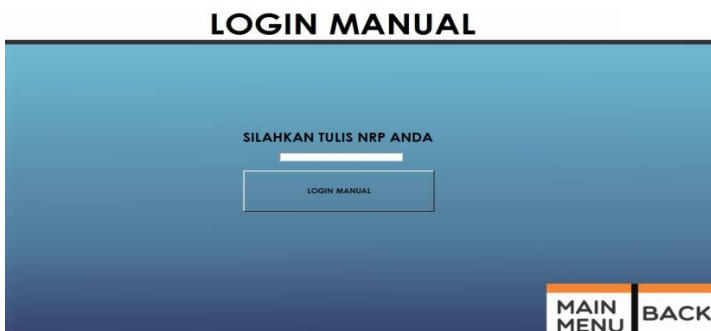 LOGIN MANUAL
SILAHKAN TULIS NRP ANDA
LOGIN MANUAL
MAIN
MENU
BACK